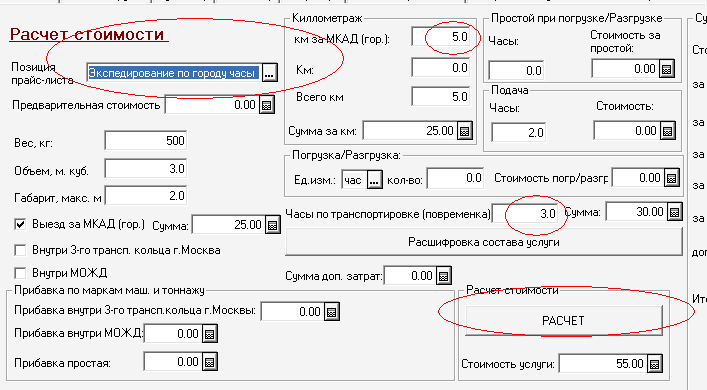 Расчет стоимости
Позиция прайс-листа Экспедирование по городу часы ...
Предварительная стоимость 0.00
Вес, кг: 500
Объем, м. куб. 3.0
Габарит, макс. м 2.0
Выезд за МКАД (гор.) Сумма: 25.00
Внутри 3-го трансп. кольца г.Москва
Внутри МОЖД
Прибавка по маркам маш. и тоннажу
Прибавка внутри 3-го трансп.кольца г.Москвы: 0.00
Прибавка внутри МОЖД: 0.00
Прибавка простая: 0.00
Киллометраж
км за МКАД (гор.): 5.0
Км: 0.0
Всего км 5.0
Сумма за км: 25.00
Простой при погрузке/Разгрузке
Часы: 0.0
Стоимость за простой: 0.00
Подача
Часы: 2.0
Стоимость: 0.00
Погрузка/Разгрузка:
Ед.изм.: час ... кол-во: 0.0 Стоимость погр/разгр 0.00
Часы по транспортировке (повременка) 3.0 Сумма: 30.00
Расшифровка состава услуги
Сумма доп. затрат: 0.00
Расчет стоимости
РАСЧЕТ
Стоимость услуги: 55.00
Су
Сто
за
за
за
за
за
доп
Ито